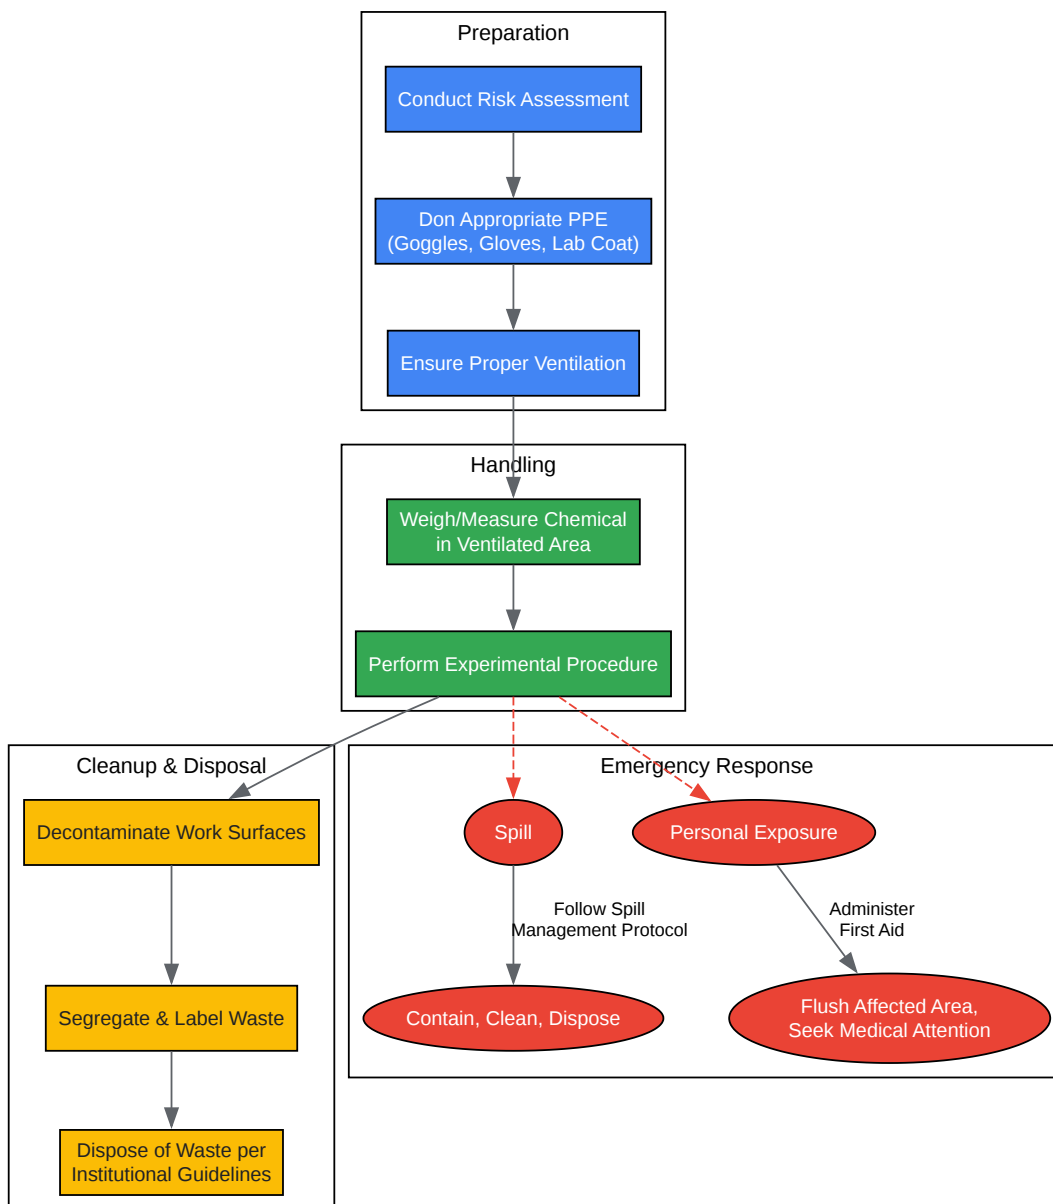 Preparation
Conduct Risk Assessment
Don Appropriate PPE
(Goggles, Gloves, Lab Coat)
Ensure Proper Ventilation
Handling
Weigh/Measure Chemical
in Ventilated Area
Perform Experimental Procedure
Cleanup & Disposal
Decontaminate Work Surfaces
Segregate & Label Waste
Dispose of Waste per
Institutional Guidelines
Emergency Response
Spill
Follow Spill
Management Protocol
Contain, Clean, Dispose
Personal Exposure
Administer
First Aid
Flush Affected Area,
Seek Medical Attention